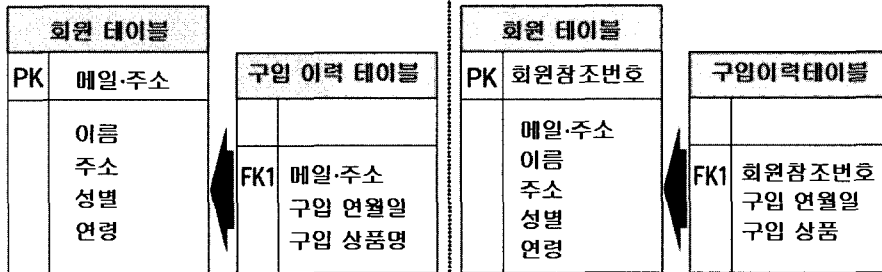 회원 테이블
PK 메일·주소
이름
주소
성별
연령
구입 이력 테이블
FK1 메일·주소
구입 연월일
구입 상품명
회원 테이블
PK 회원참조번호
메일·주소
이름
주소
성별
연령
구입이력테이블
FK1 회원참조번호
구입 연월일
구입 상품